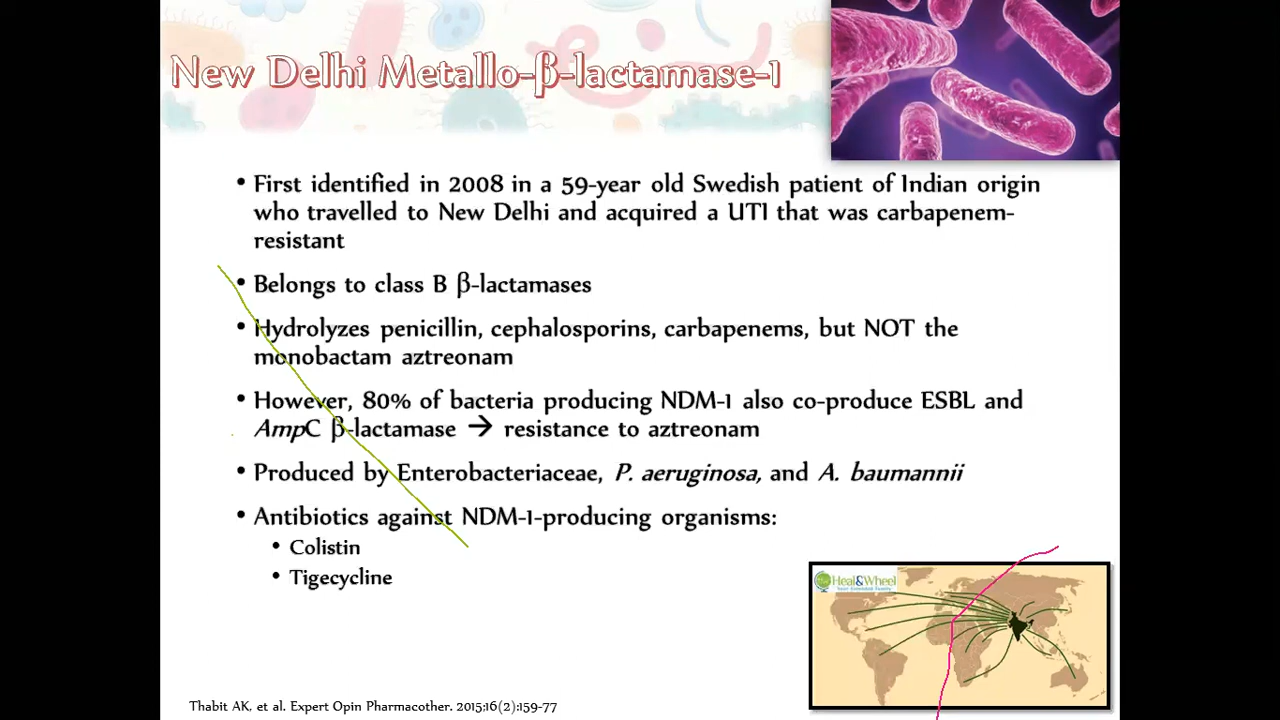 New Delhi Metallo-β-lactamase-1
• First identified in 2008 in a 59-year old Swedish patient of Indian origin
who travelled to New Delhi and acquired a UTI that was carbapenem-
resistant
• Belongs to class B β-lactamases
• Hydrolyzes penicillin, cephalosporins, carbapenems, but NOT the
monobactam aztreonam
• However, 80% of bacteria producing NDM-1 also co-produce ESBL and
AmpC β-lactamase → resistance to aztreonam
• Produced by Enterobacteriaceae, P. aeruginosa, and A. baumannii
• Antibiotics against NDM-1-producing organisms:
• Colistin
• Tigecycline
Heal&Wheel
Thabit AK. et al. Expert Opin Pharmacother. 2015;16(2):159-77